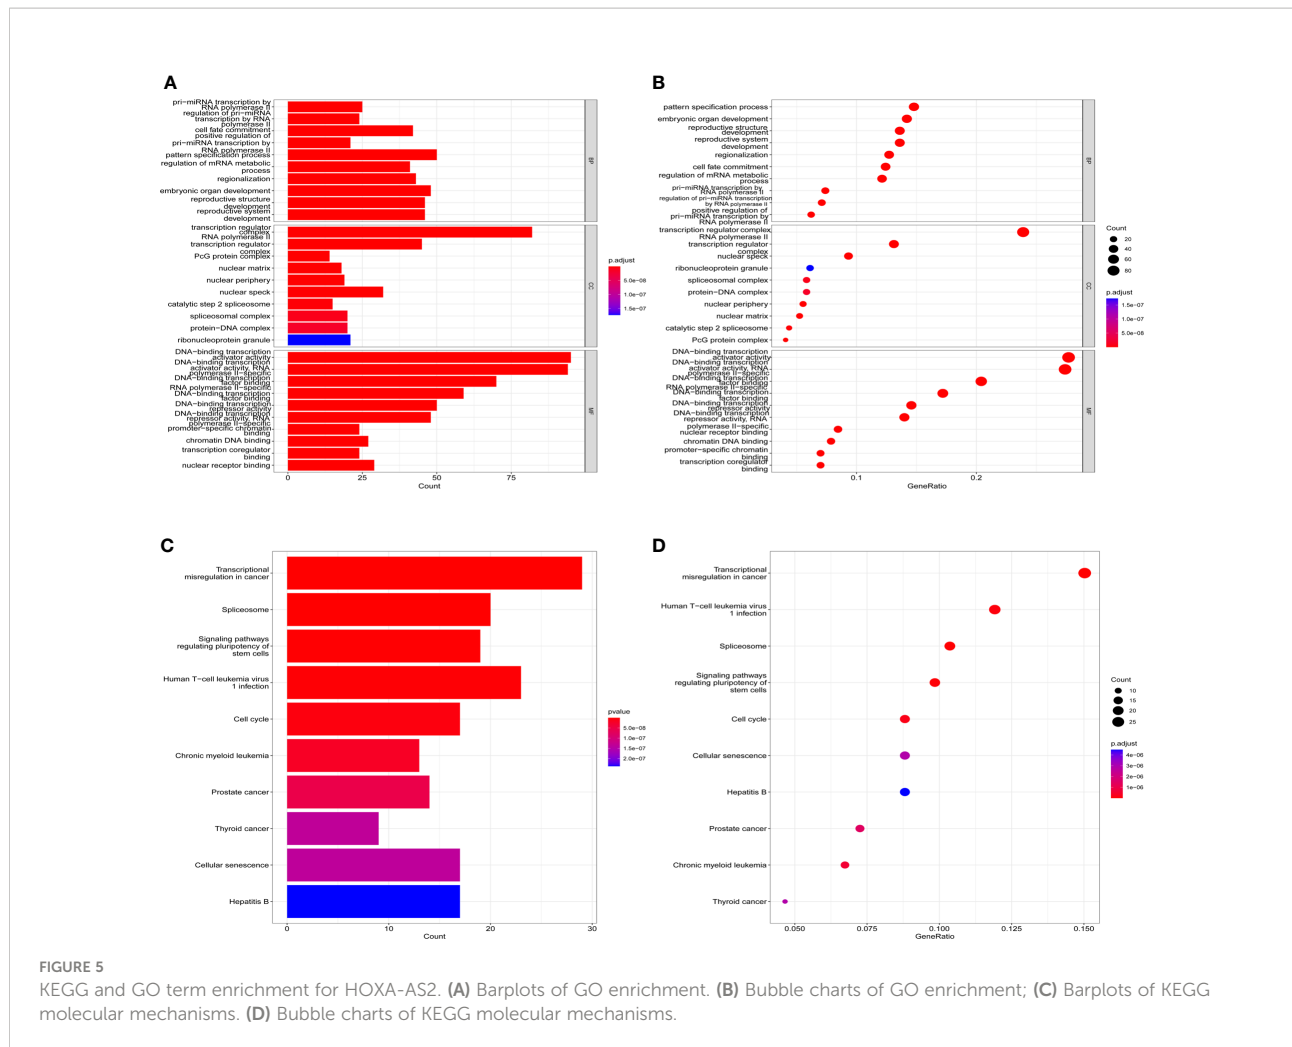 A
pri-miRNA transcription by
RNA polymerase II
regulation of pri-miRNA
transcription by RNA
polymerase II
cell fate commitment
positive regulation of
pri-miRNA transcription by
RNA polymerase II
pattern specification process
regulation of mRNA metabolic
process
regionalization
embryonic organ development
reproductive structure
development
reproductive system
development
BP
transcription regulator
complex
RNA polymerase II
transcription regulator
complex
PcG protein complex
nuclear matrix
nuclear periphery
nuclear speck
catalytic step 2 spliceosome
spliceosomal complex
protein-DNA complex
ribonucleoprotein granule
CC
DNA-binding transcription
activator activity
DNA-binding transcription
activator activity, RNA
polymerase II-specific
DNA-binding transcription
factor binding
RNA polymerase II-specific
DNA-binding transcription
factor binding
DNA-binding transcription
repressor activity
DNA-binding transcription
repressor activity, RNA
polymerase II-specific
promoter-specific chromatin
binding
chromatin DNA binding
transcription coregulator
binding
nuclear receptor binding
MF
0 25 50 75
Count
p.adjust
5.0e-08
1.0e-07
1.5e-07
B
pattern specification process
embryonic organ development
reproductive structure
development
reproductive system
development
regionalization
cell fate commitment
regulation of mRNA metabolic
process
pri-miRNA transcription by
RNA polymerase II
regulation of pri-miRNA transcription
by RNA polymerase II
positive regulation of
pri-miRNA transcription by
RNA polymerase II
BP
transcription regulator complex
RNA polymerase II
transcription regulator
complex
nuclear speck
ribonucleoprotein granule
spliceosomal complex
protein-DNA complex
nuclear periphery
nuclear matrix
catalytic step 2 spliceosome
PcG protein complex
CC
DNA-binding transcription
activator activity
DNA-binding transcription
activator activity, RNA
polymerase II-specific
DNA-binding transcription
factor binding
RNA polymerase II-specific
DNA-binding transcription
factor binding
DNA-binding transcription
repressor activity
DNA-binding transcription
repressor activity, RNA
polymerase II-specific
nuclear receptor binding
chromatin DNA binding
promoter-specific chromatin
binding
transcription coregulator
binding
MF
0.1 0.2
GeneRatio
Count
20
40
60
80
p.adjust
1.5e-07
1.0e-07
5.0e-08
C
Transcriptional
misregulation in cancer
Spliceosome
Signaling pathways
regulating pluripotency of
stem cells
Human T-cell leukemia virus
1 infection
Cell cycle
Chronic myeloid leukemia
Prostate cancer
Thyroid cancer
Cellular senescence
Hepatitis B
0 10 20 30
Count
pvalue
5.0e-08
1.0e-07
1.5e-07
2.0e-07
D
Transcriptional
misregulation in cancer
Human T-cell leukemia virus
1 infection
Spliceosome
Signaling pathways
regulating pluripotency of
stem cells
Cell cycle
Cellular senescence
Hepatitis B
Prostate cancer
Chronic myeloid leukemia
Thyroid cancer
0.050 0.075 0.100 0.125 0.150
GeneRatio
Count
10
15
20
25
p.adjust
4e-06
3e-06
2e-06
1e-06
FIGURE 5
KEGG and GO term enrichment for HOXA-AS2. (A) Barplots of GO enrichment. (B) Bubble charts of GO enrichment; (C) Barplots of KEGG
molecular mechanisms. (D) Bubble charts of KEGG molecular mechanisms.